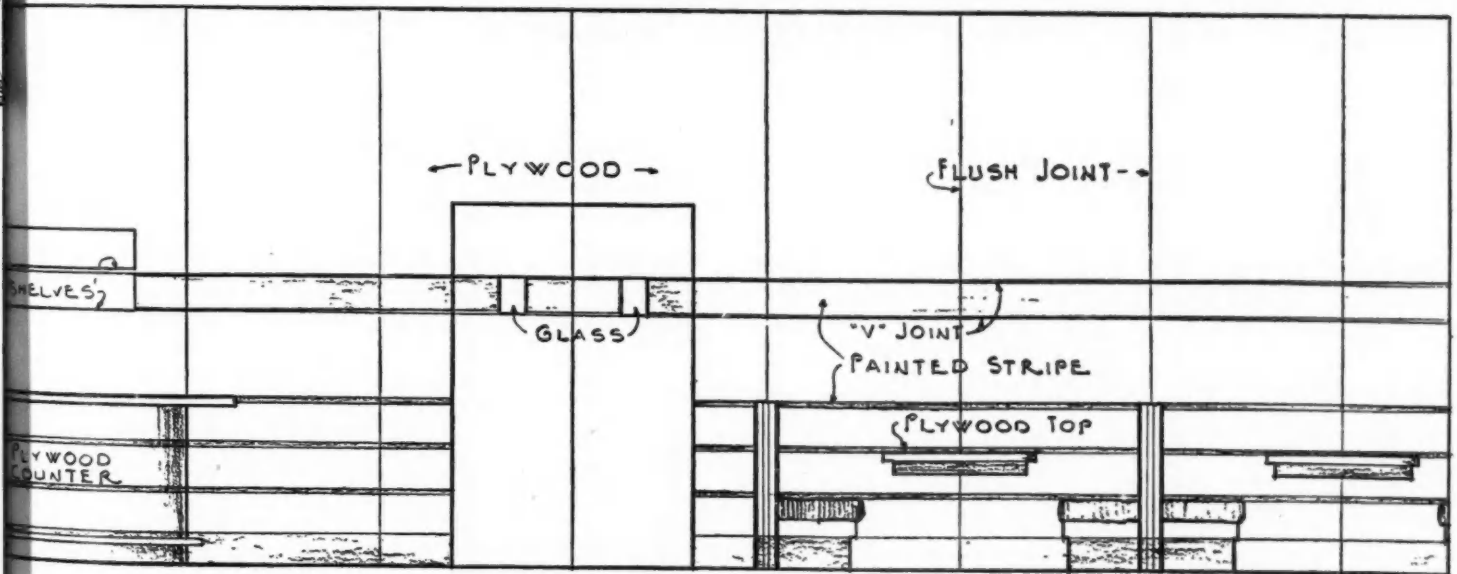 PLYWOOD
FLUSH JOINT
SHELVES
GLASS
"V" JOINT
PAINTED STRIPE
PLYWOOD TOP
PLYWOOD
COUNTER